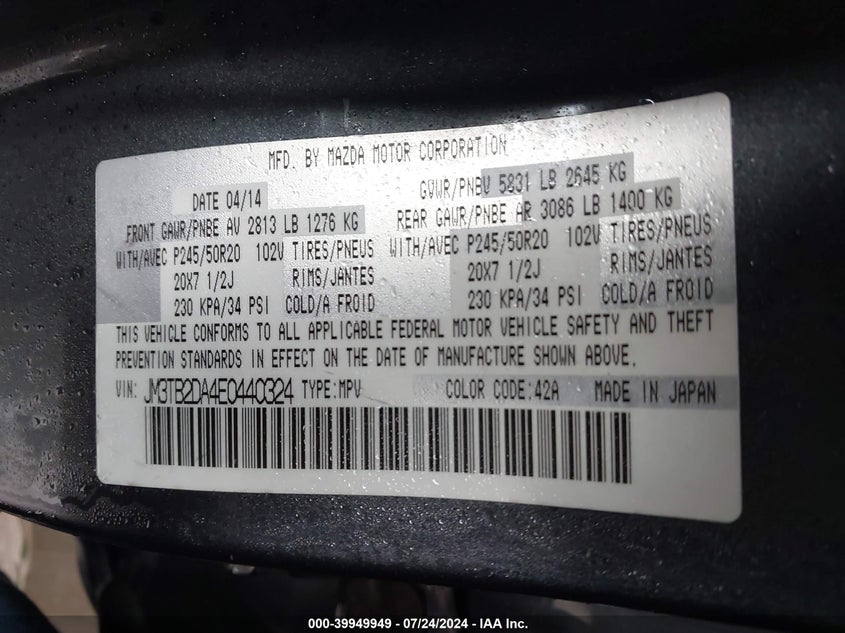 MFD. BY MAZDA MOTOR CORPORATION
DATE 04/14 GVWR/PNBV 5831 LB 2645 KG
FRONT GAWR/PNBE AV 2813 LB 1276 KG REAR GAWR/PNBE AR 3086 LB 1400 KG
WITH/AVEC P245/50R20 102V TIRES/PNEUS WITH/AVEC P245/50R20 102V TIRES/PNEUS
20X7 1/2J RIMS/JANTES 20X7 1/2J RIMS/JANTES
230 KPA/34 PSI COLD/A FROID 230 KPA/34 PSI COLD/A FROID
THIS VEHICLE CONFORMS TO ALL APPLICABLE FEDERAL MOTOR VEHICLE SAFETY AND THEFT
PREVENTION STANDARDS IN EFFECT ON THE DATE OF MANUFACTURE SHOWN ABOVE.
VIN: JM3TB2DA4E0440324 TYPE:MPV COLOR CODE:42A MADE IN JAPAN
000-39949949 / 07/24/2024 - IAA Inc.